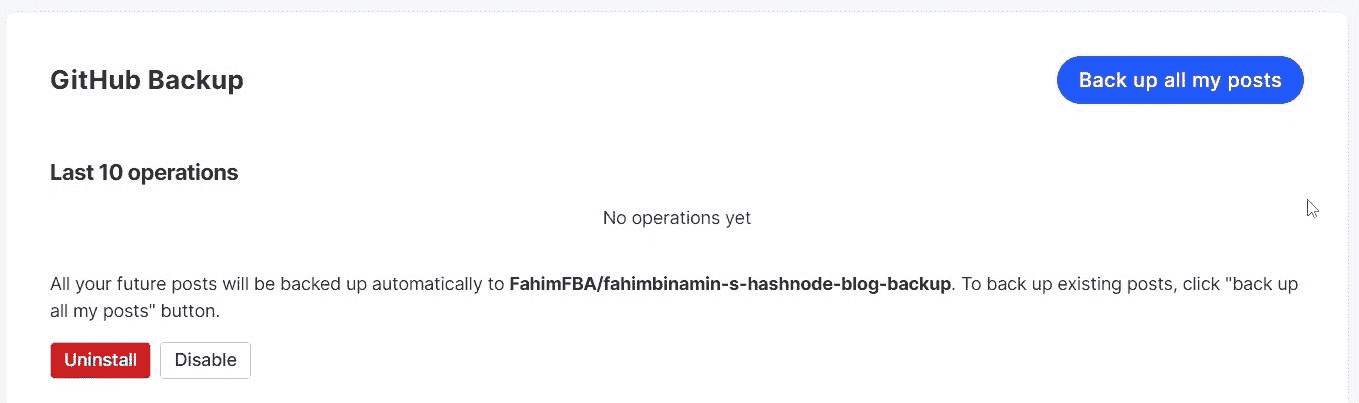 GitHub Backup
Back up all my posts
Last 10 operations
No operations yet
All your future posts will be backed up automatically to FahimFBA/fahimbinamin-s-hashnode-blog-backup. To back up existing posts, click "back up
all my posts" button.
Uninstall
Disable